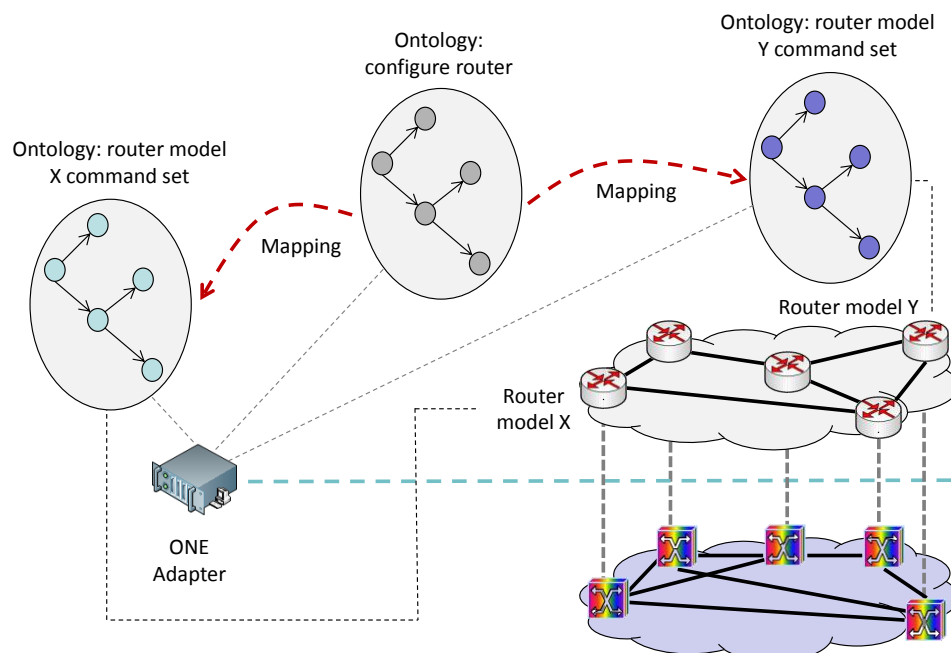 Ontology:
configure router
Ontology: router model
Y command set
Ontology: router model
X command set
Mapping
Mapping
Router model Y
Router
model X
ONE
Adapter